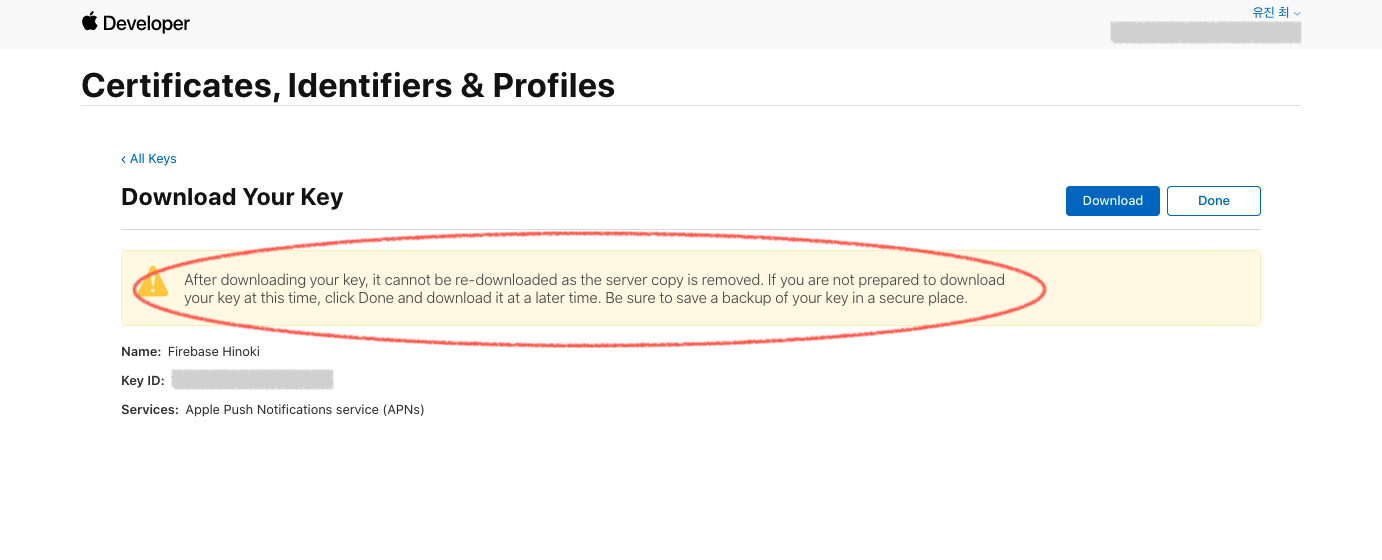 Developer
유진 최
Certificates, Identifiers & Profiles
‹ All Keys
Download Your Key
Download
Done
After downloading your key, it cannot be re-downloaded as the server copy is removed. If you are not prepared to download
your key at this time, click Done and download it at a later time. Be sure to save a backup of your key in a secure place.
Name: Firebase Hinoki
Key ID:
Services: Apple Push Notifications service (APNs)